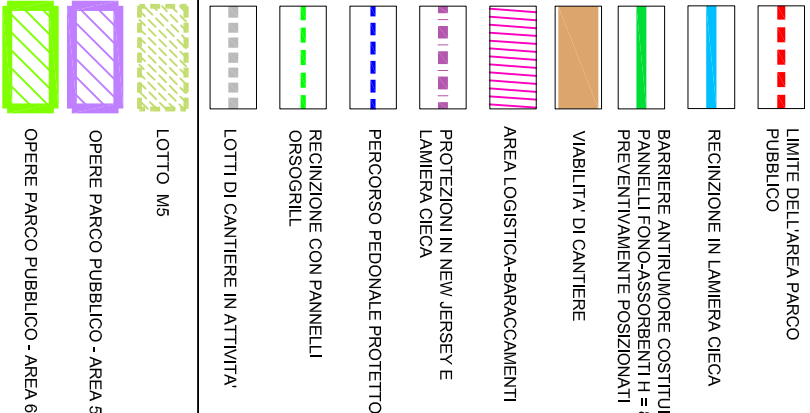 LIMITE DELL'AREA PARCO
PUBBLICO
RECINZIONE IN LAMIERA CIECA
BARRIERE ANTIRUMORE
PANNELLI FONO-ASSORBENTI H =
PREVENTIVAMENTE POSIZIONATI
VIABILITA' DI CANTIERE
AREA LOGISTICA-BARACCAMENTI
PROTEZIONI IN NEW JERSEY E
LAMIERA CIECA
PERCORSO PEDONALE PROTETTO
RECINZIONE CON PANNELLI
ORSOGRILL
LOTTI DI CANTIERE IN ATTIVITA'
LOTTO M5
OPERE PARCO PUBBLICO - AREA 5
OPERE PARCO PUBBLICO - AREA 6